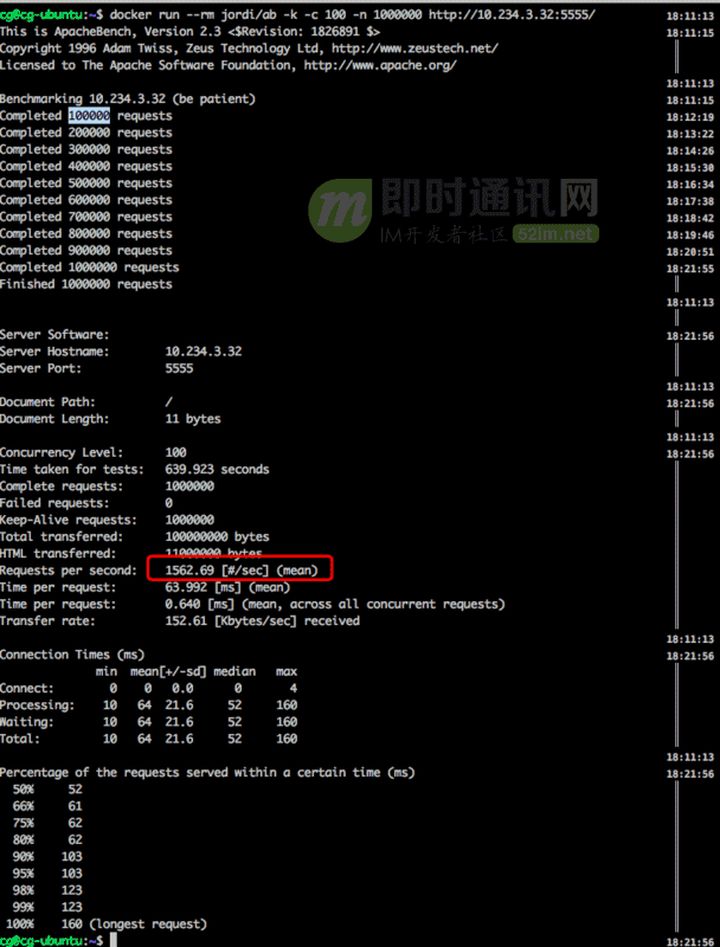 cg@cg-ubuntu:~$ docker run --rm jordi/ab -k -c 100 -n 1000000 http://10.234.3.32:5555/ 18:11:13
This is ApacheBench, Version 2.3 <$Revision: 1826891 $> 18:11:15
Copyright 1996 Adam Twiss, Zeus Technology Ltd, http://www.zeustech.net/
Licensed to The Apache Software Foundation, http://www.apache.org/
18:11:13
Benchmarking 10.234.3.32 (be patient) 18:11:15
Completed 100000 requests 18:12:19
Completed 200000 requests 18:13:22
Completed 300000 requests 18:14:26
Completed 400000 requests 18:15:30
Completed 500000 requests 18:16:34
Completed 600000 requests 18:17:38
Completed 700000 requests 18:18:42
Completed 800000 requests 18:19:46
Completed 900000 requests 18:20:51
Completed 1000000 requests 18:21:55
Finished 1000000 requests
m 即时通讯网
IM开发者社区 52im.net
18:11:13
Server Software: 18:21:56
Server Hostname: 10.234.3.32
Server Port: 5555
18:11:13
Document Path: / 18:21:56
Document Length: 11 bytes
18:11:13
Concurrency Level: 100 18:21:56
Time taken for tests: 639.923 seconds
Complete requests: 1000000
Failed requests: 0
Keep-Alive requests: 1000000
Total transferred: 100000000 bytes
HTML transferred: 11000000 bytes
Requests per second: 1562.69 [#/sec] (mean)
Time per request: 63.992 [ms] (mean)
Time per request: 0.640 [ms] (mean, across all concurrent requests)
Transfer rate: 152.61 [Kbytes/sec] received
18:11:13
Connection Times (ms) 18:21:56
min mean[+/-sd] median max
Connect: 0 0 0.0 0 4
Processing: 10 64 21.6 52 160
Waiting: 10 64 21.6 52 160
Total: 10 64 21.6 52 160
18:11:13
Percentage of the requests served within a certain time (ms) 18:21:56
50% 52
66% 61
75% 62
80% 62
90% 103
95% 103
98% 123
99% 123
100% 160 (longest request)
cg@cg-ubuntu:~$ 18:21:56